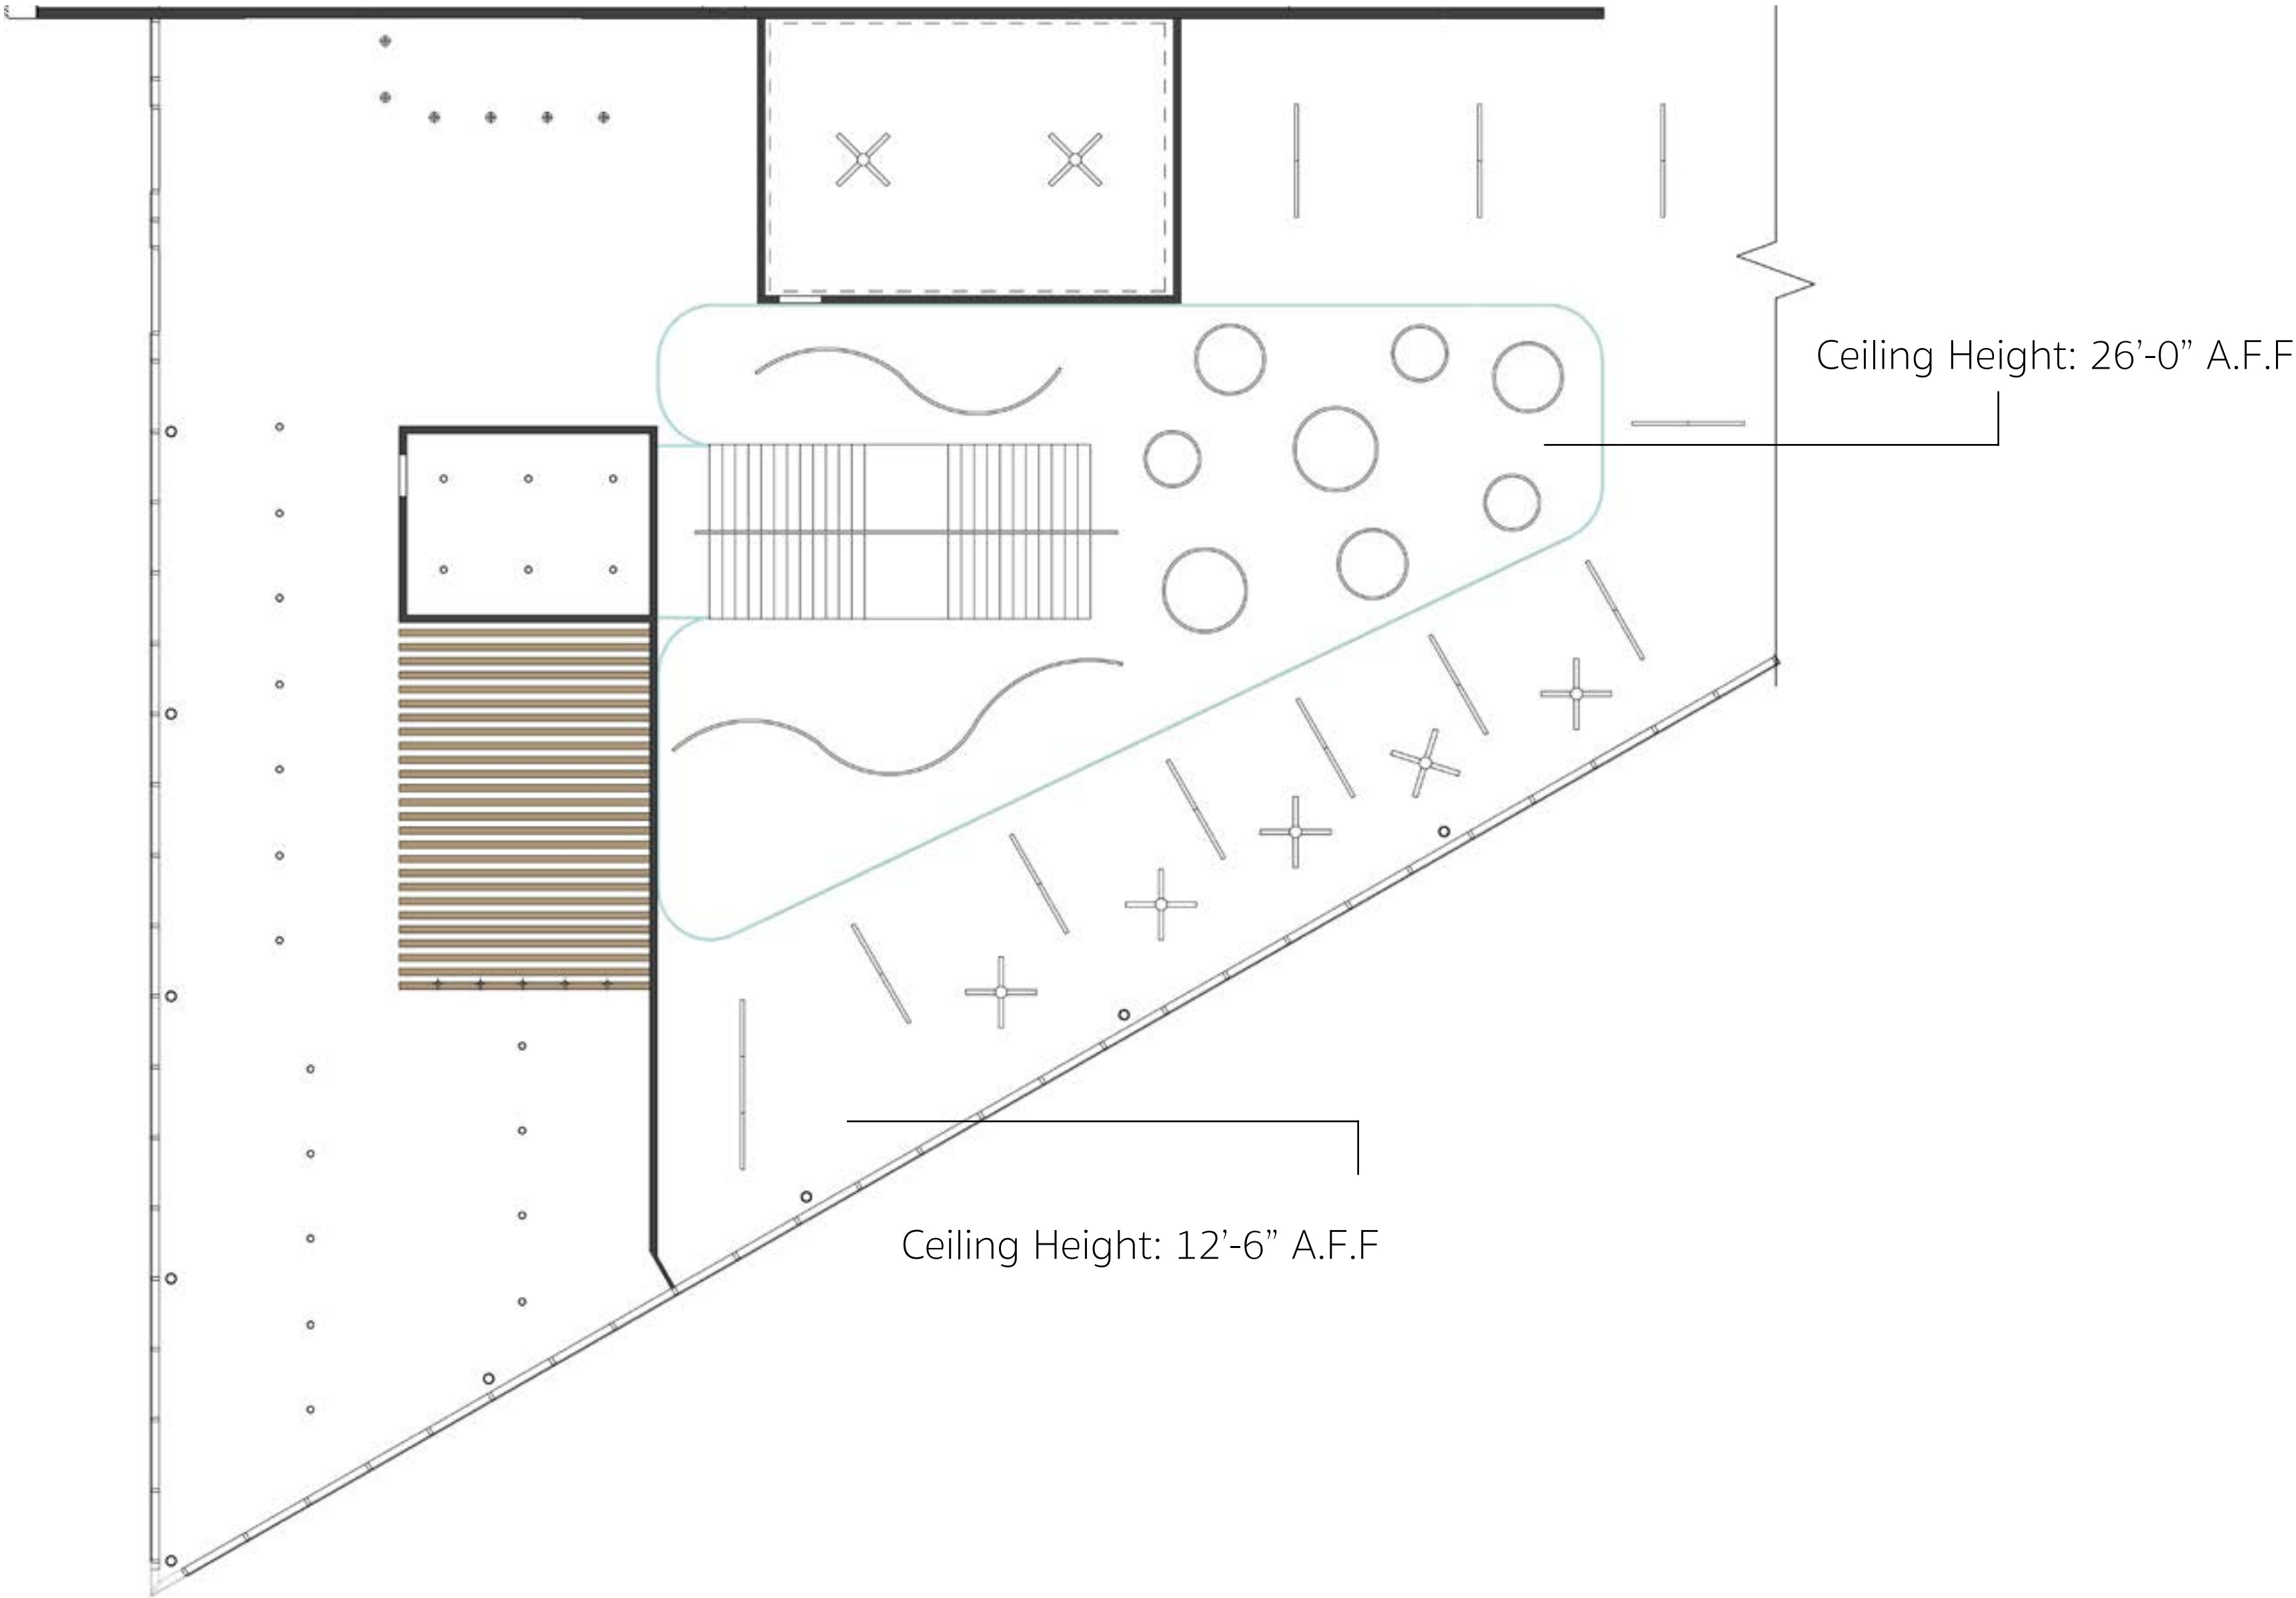 Ceiling Height: 26’-0” A.F.F
Ceiling Height: 12’-6” A.F.F